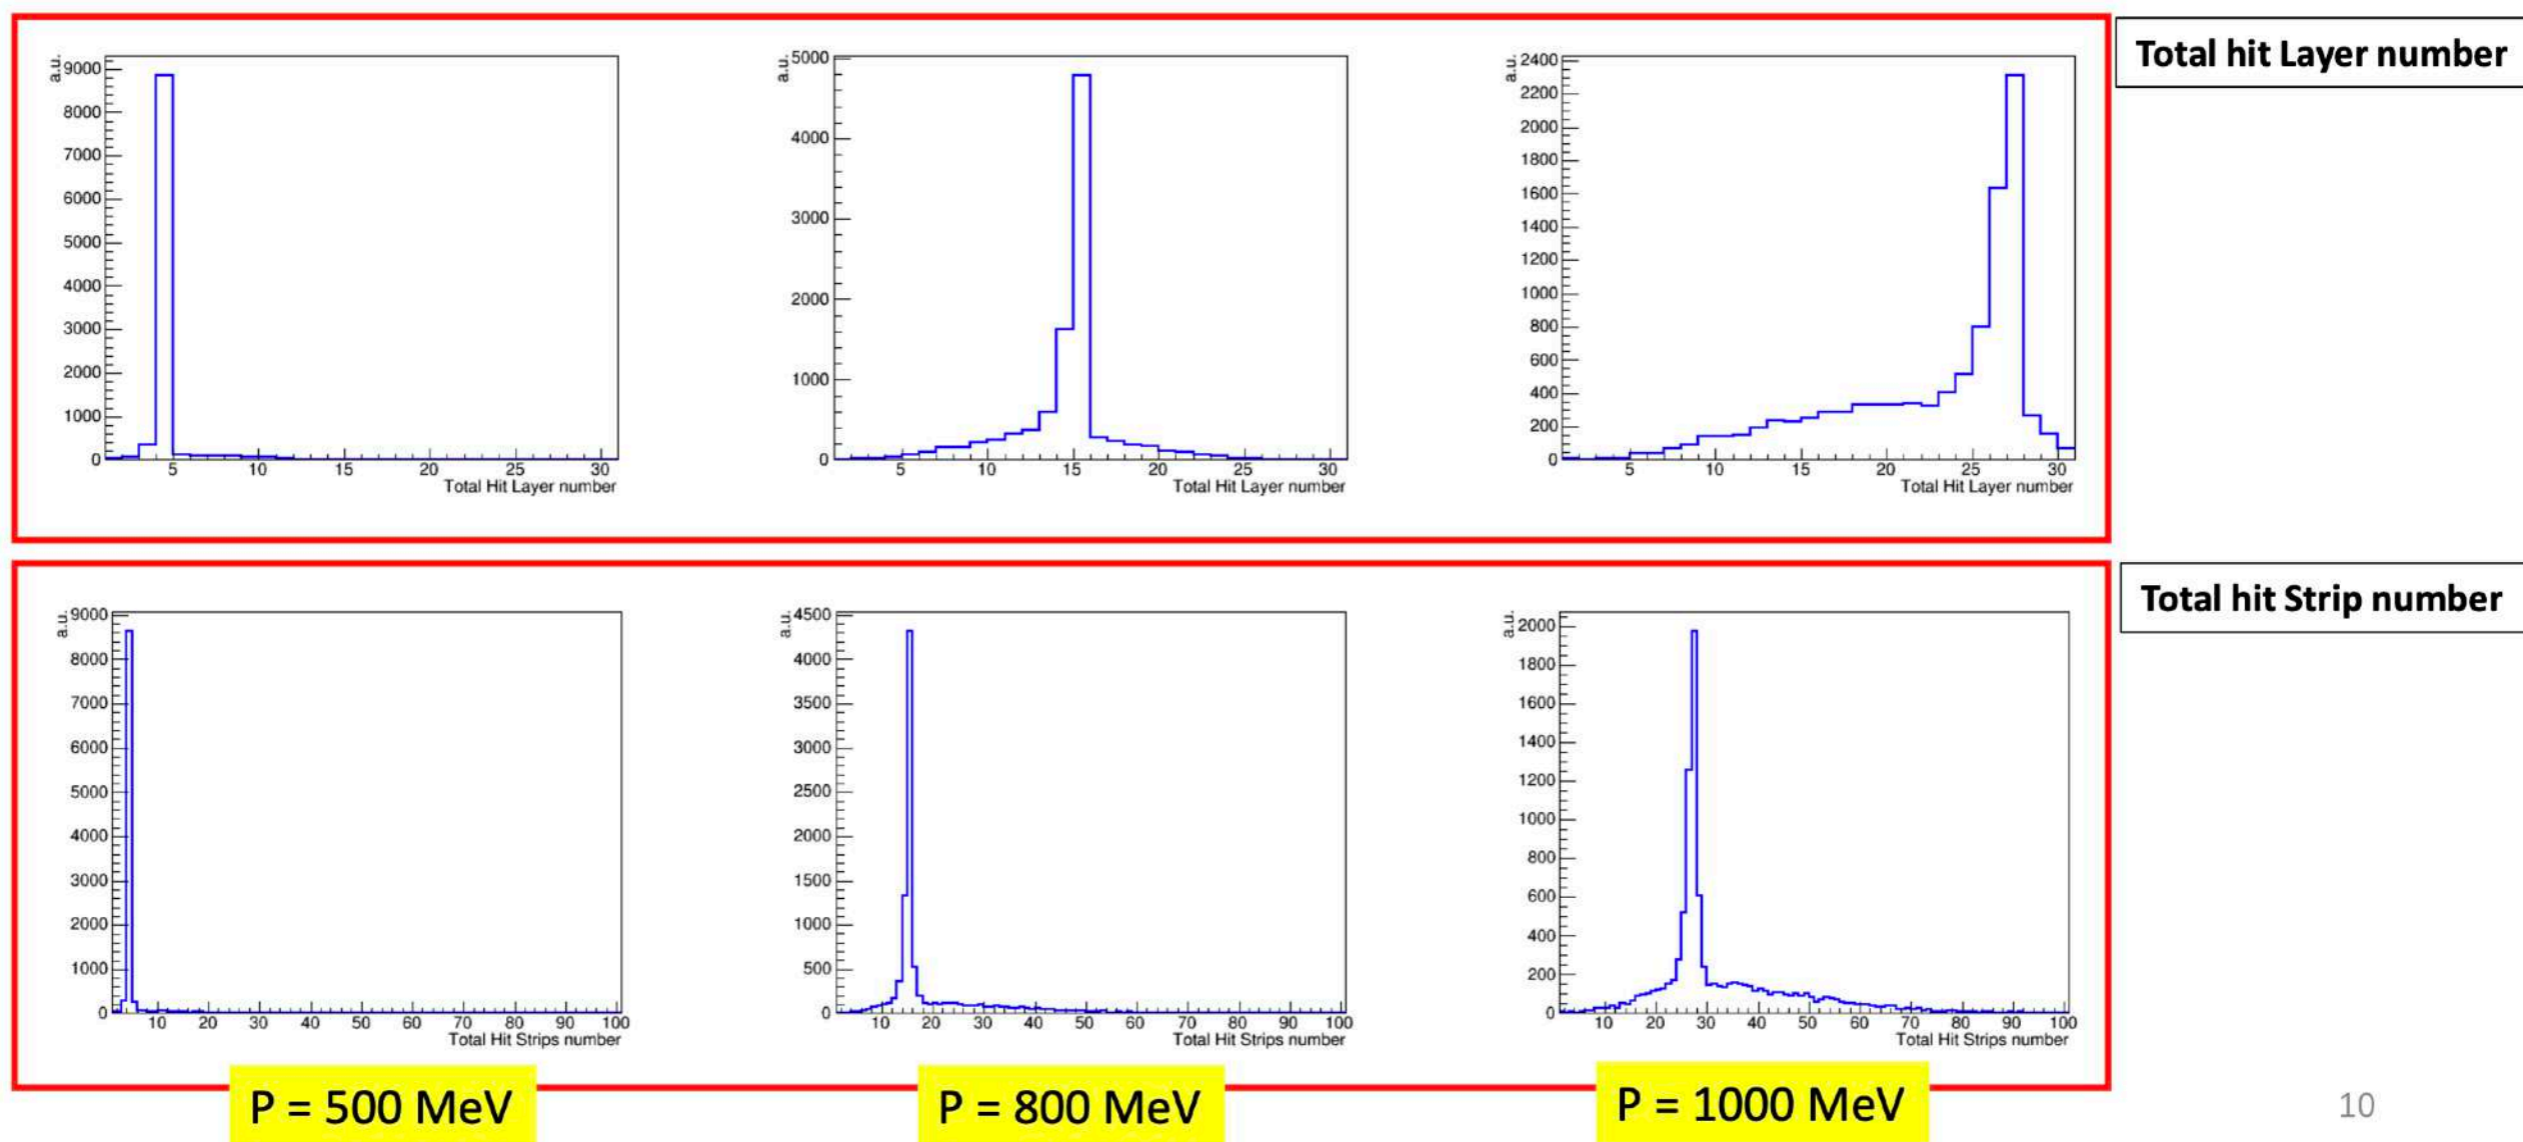 Total hit Layer number
a.u.
9000
8000
7000
6000
5000
4000
3000
2000
1000
0
5 10 15 20 25 30
Total Hit Layer number
a.u.
5000
4000
3000
2000
1000
0
5 10 15 20 25 30
Total Hit Layer number
a.u.
2400
2200
2000
1800
1600
1400
1200
1000
800
600
400
200
0
5 10 15 20 25 30
Total Hit Layer number
Total hit Strip number
a.u.
9000
8000
7000
6000
5000
4000
3000
2000
1000
0
10 20 30 40 50 60 70 80 90 100
Total Hit Strips number
a.u.
4500
4000
3500
3000
2500
2000
1500
1000
500
0
10 20 30 40 50 60 70 80 90 100
Total Hit Strips number
a.u.
2000
1800
1600
1400
1200
1000
800
600
400
200
0
10 20 30 40 50 60 70 80 90 100
Total Hit Strips number
P = 500 MeV
P = 800 MeV
P = 1000 MeV
10